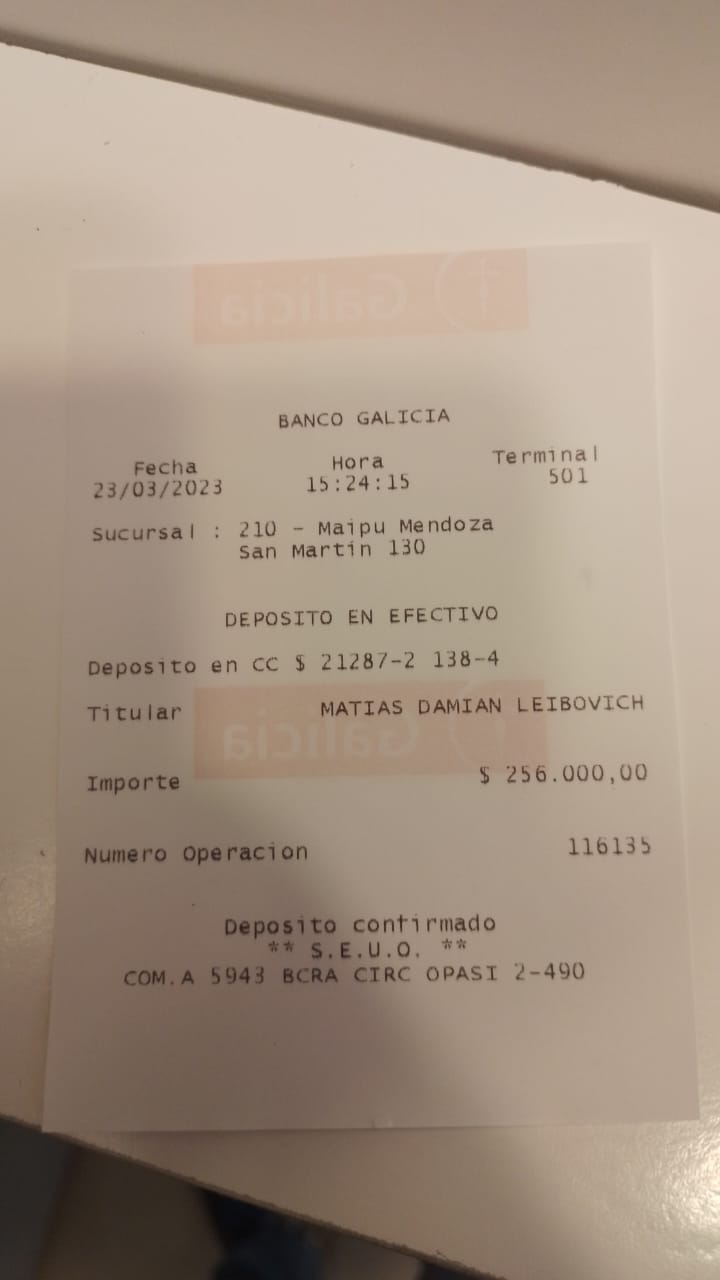 Galicia
BANCO GALICIA
Fecha Hora Terminal
23/03/2023 15:24:15 501
Sucursal : 210 - Maipu Mendoza
San Martin 130
DEPOSITO EN EFECTIVO
Deposito en CC $ 21287-2 138-4
Titular MATIAS DAMIAN LEIBOVICH
Galicia
Importe $ 256.000,00
Numero Operacion 116135
Deposito confirmado
** S.E.U.O. **
COM.A 5943 BCRA CIRC OPASI 2-490